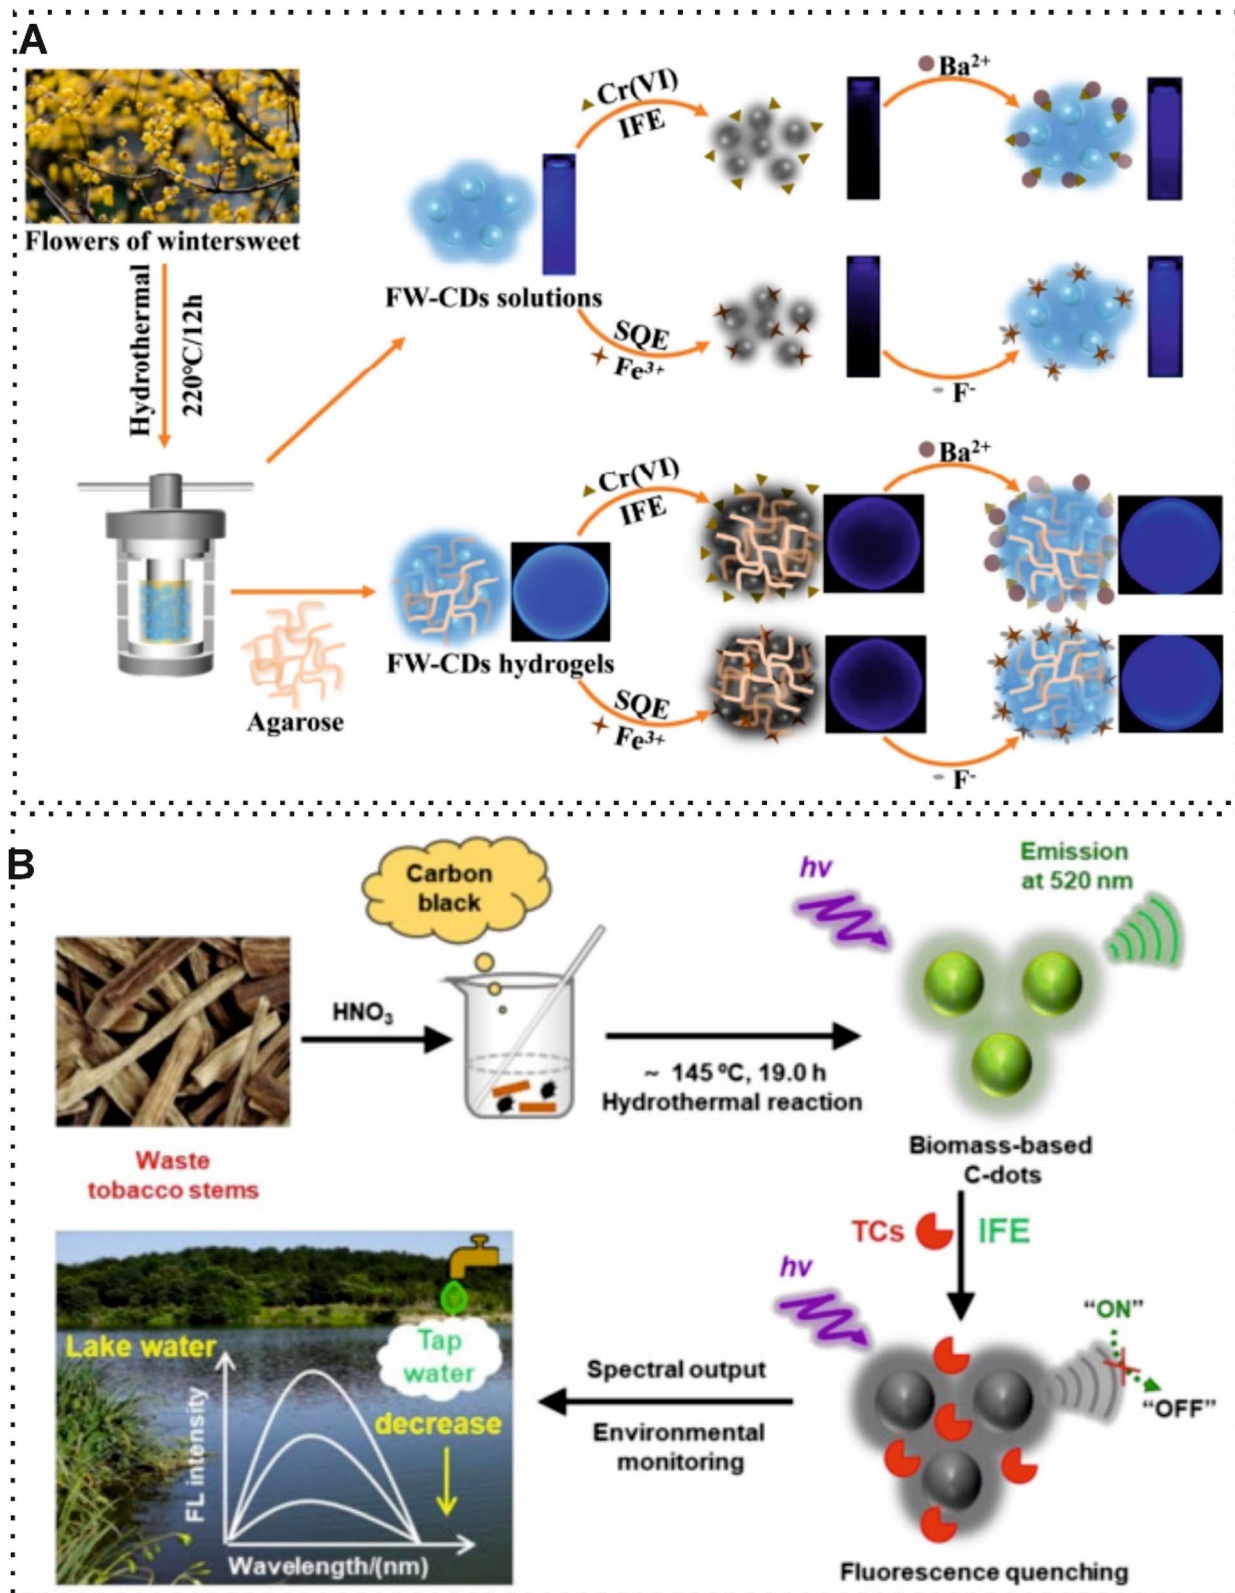 A
Flowers of wintersweet
Hydrothermal
220°C/12h
Agarose
FW-CDs solutions
Cr(VI)
IFE
Ba²⁺
SQE
Fe³⁺
F⁻
FW-CDs hydrogels
Cr(VI)
IFE
Ba²⁺
SQE
Fe³⁺
F⁻
B
Waste
tobacco stems
HNO₃
Carbon
black
~ 145 ºC, 19.0 h
Hydrothermal reaction
hv
Emission
at 520 nm
Biomass-based
C-dots
TCs
IFE
hv
"ON"
"OFF"
Fluorescence quenching
Spectral output
Environmental
monitoring
Lake water
Tap
water
decrease
FL intensity
Wavelength/(nm)